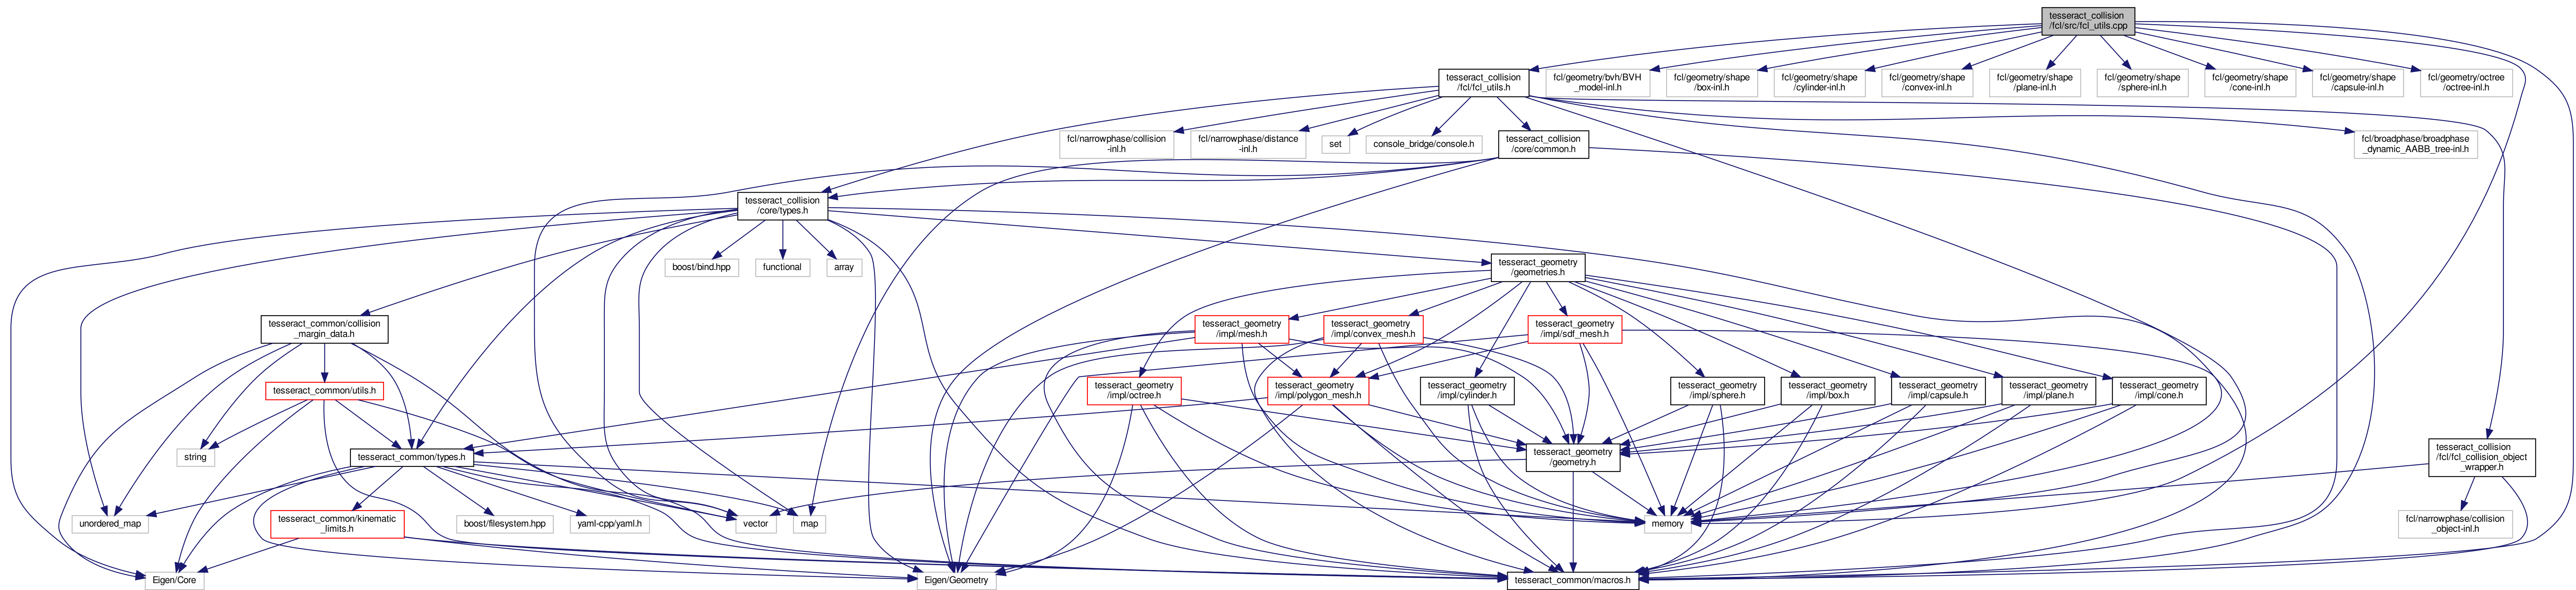 tesseract_collision
/fcl/src/fcl_utils.cpp
tesseract_collision
/fcl/fcl_utils.h
fcl/geometry/bvh/BVH
_model-inl.h
fcl/geometry/shape
/box-inl.h
fcl/geometry/shape
/cylinder-inl.h
fcl/geometry/shape
/convex-inl.h
fcl/geometry/shape
/plane-inl.h
fcl/geometry/shape
/sphere-inl.h
fcl/geometry/shape
/cone-inl.h
fcl/geometry/shape
/capsule-inl.h
fcl/geometry/octree
/octree-inl.h
fcl/narrowphase/collision
-inl.h
fcl/narrowphase/distance
-inl.h
set
console_bridge/console.h
tesseract_collision
/core/common.h
fcl/broadphase/broadphase
_dynamic_AABB_tree-inl.h
tesseract_collision
/core/types.h
boost/bind.hpp
functional
array
tesseract_geometry
/geometries.h
tesseract_common/collision
_margin_data.h
tesseract_geometry
/impl/mesh.h
tesseract_geometry
/impl/convex_mesh.h
tesseract_geometry
/impl/sdf_mesh.h
tesseract_common/utils.h
tesseract_geometry
/impl/octree.h
tesseract_geometry
/impl/polygon_mesh.h
tesseract_geometry
/impl/cylinder.h
tesseract_geometry
/impl/sphere.h
tesseract_geometry
/impl/box.h
tesseract_geometry
/impl/capsule.h
tesseract_geometry
/impl/plane.h
tesseract_geometry
/impl/cone.h
string
tesseract_common/types.h
tesseract_geometry
/geometry.h
tesseract_collision
/fcl/fcl_collision_object
_wrapper.h
unordered_map
tesseract_common/kinematic
_limits.h
boost/filesystem.hpp
yaml-cpp/yaml.h
vector
map
memory
fcl/narrowphase/collision
_object-inl.h
Eigen/Core
Eigen/Geometry
tesseract_common/macros.h